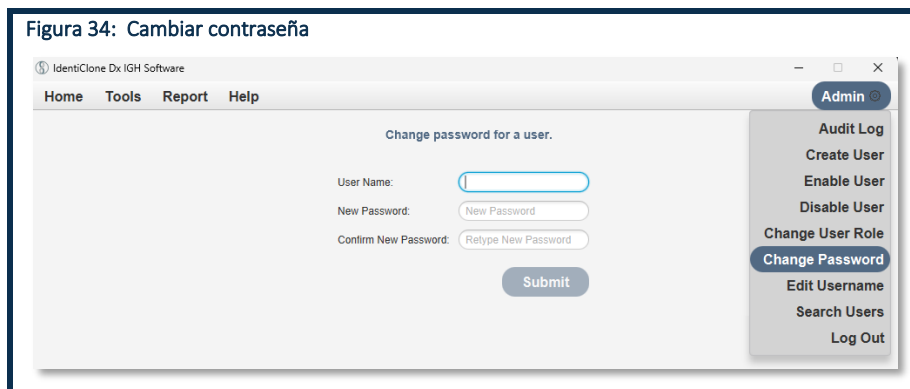 Figura 34: Cambiar contraseña
IdentiClone Dx IGH Software
Home Tools Report Help Admin
Change password for a user.
User Name:
New Password: New Password
Confirm New Password: Retype New Password
Submit
Audit Log
Create User
Enable User
Disable User
Change User Role
Change Password
Edit Username
Search Users
Log Out